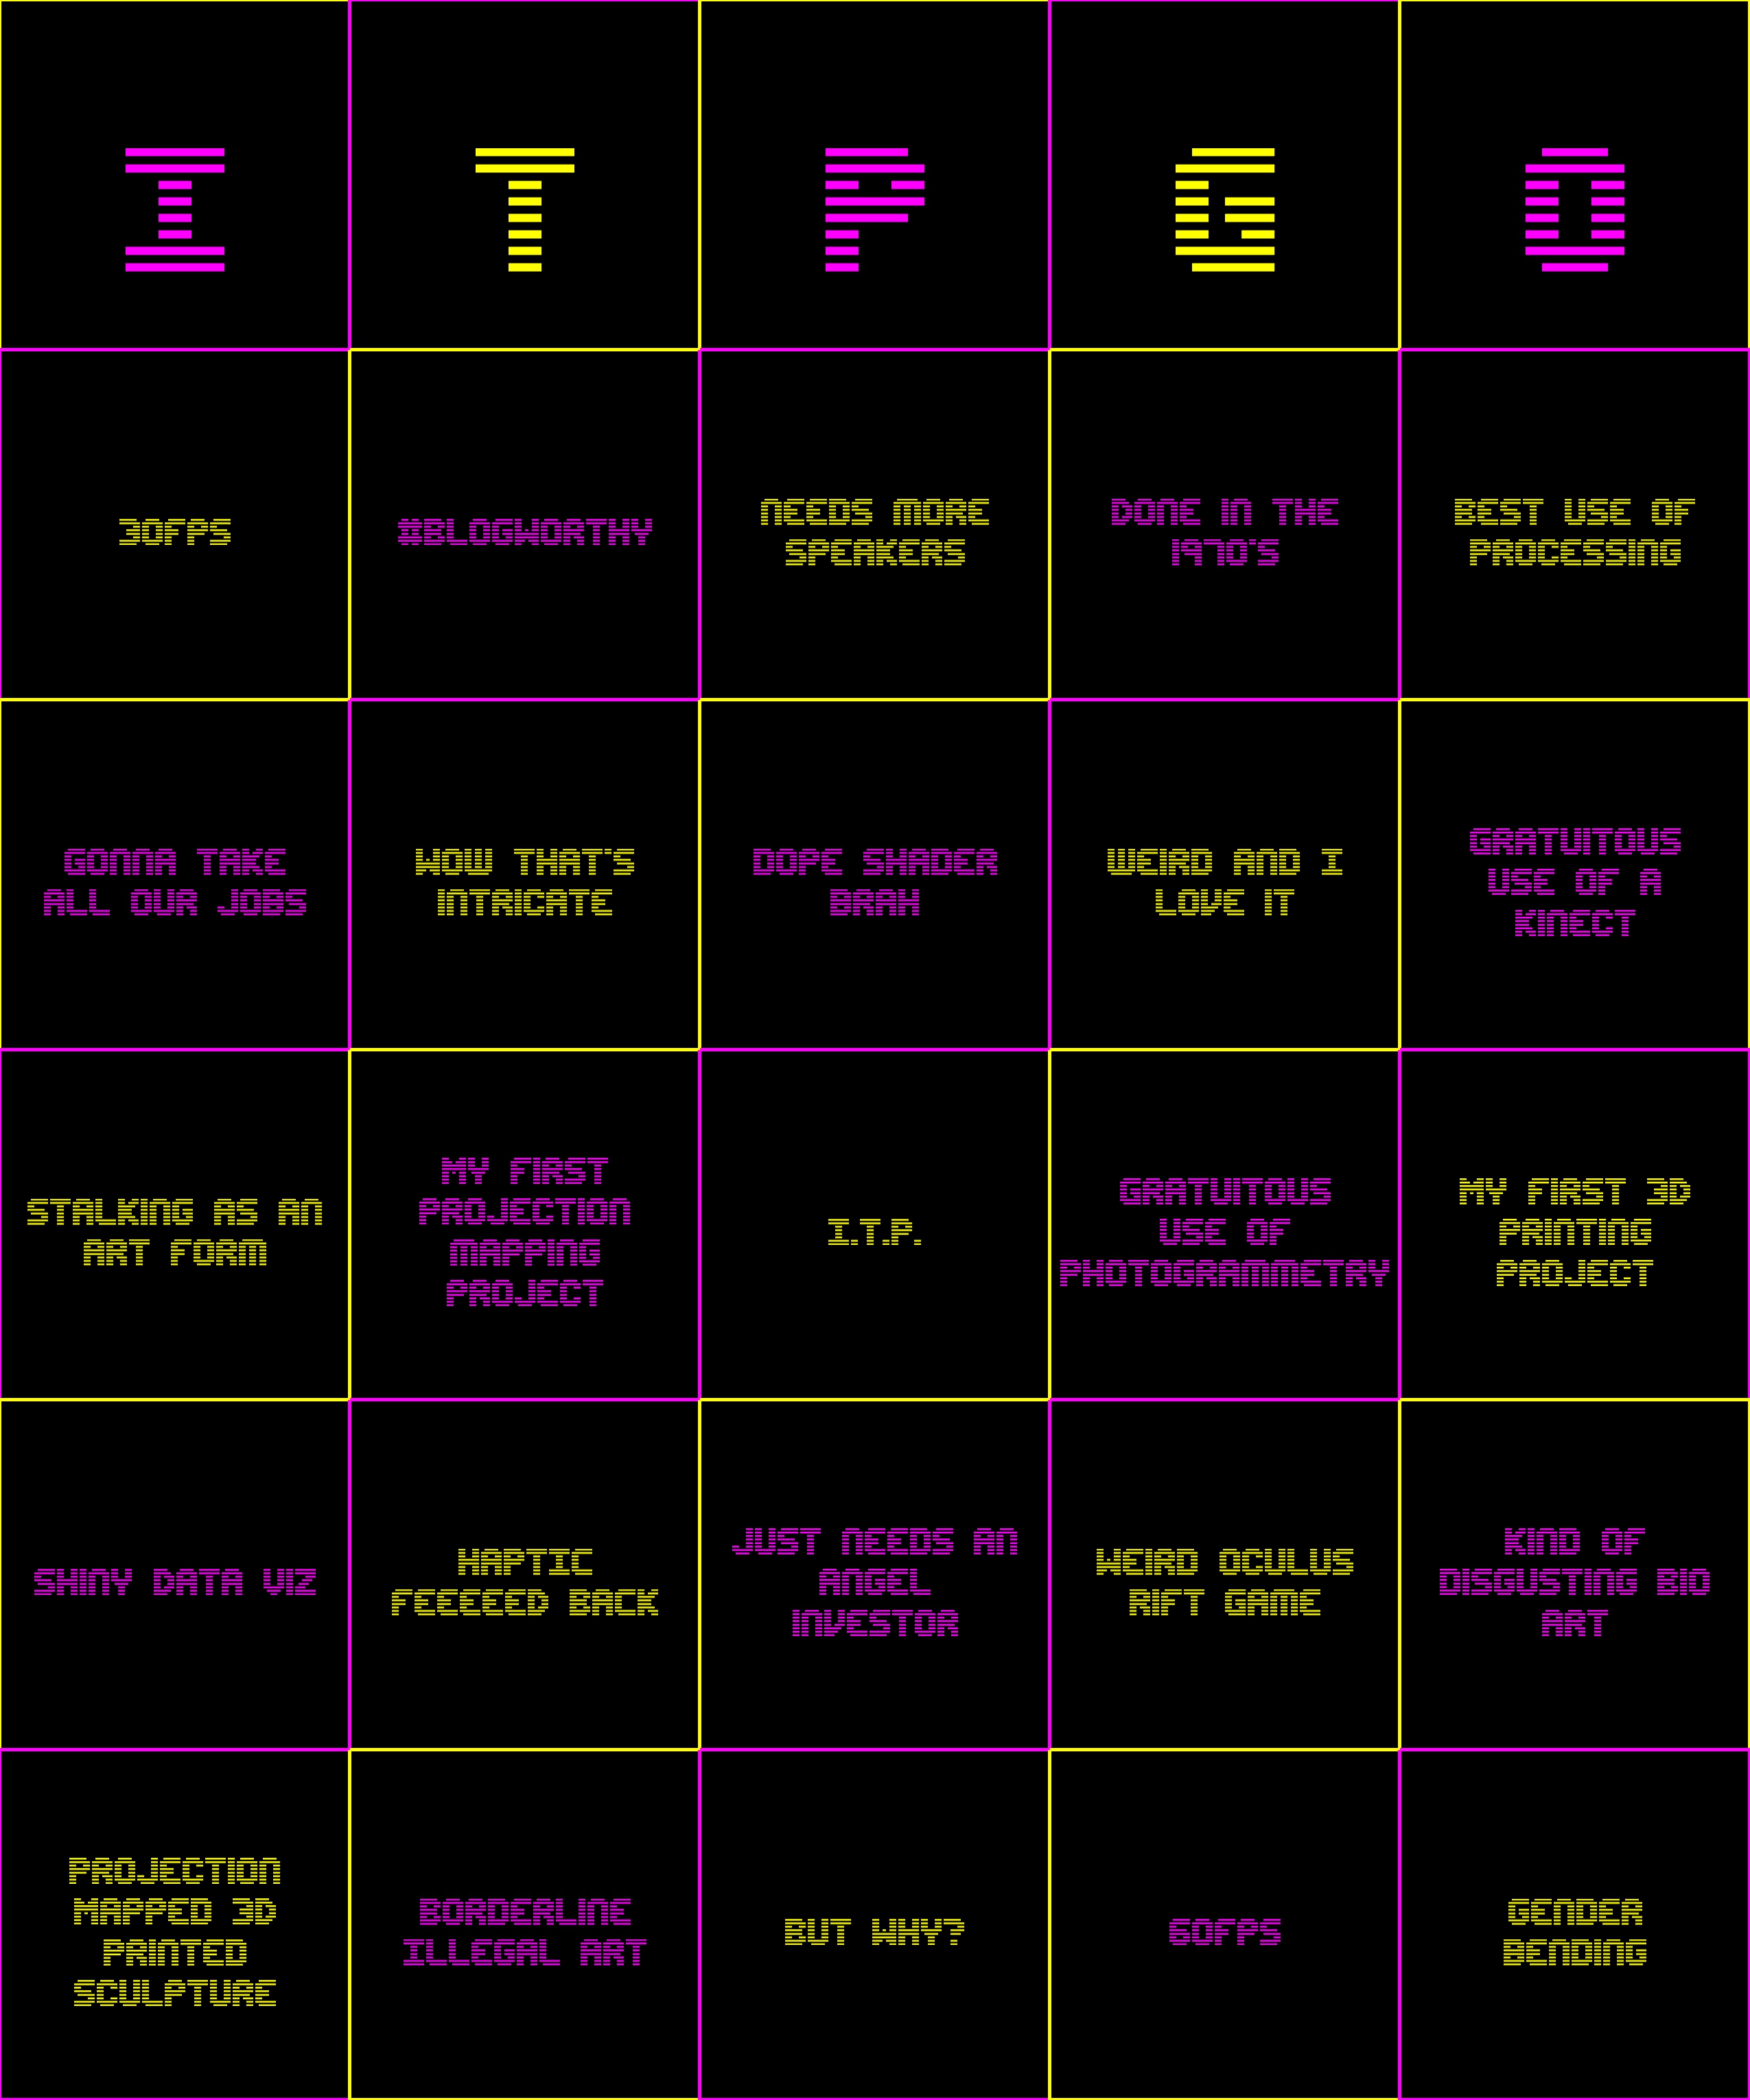 I T P G O
30FPS
#BLOGWORTHY
NEEDS MORE
SPEAKERS
DONE IN THE
1970'S
BEST USE OF
PROCESSING
GONNA TAKE
ALL OUR JOBS
WOW THAT'S
INTRICATE
DOPE SHADER
BRAH
WEIRD AND I
LOVE IT
GRATUITOUS
USE OF A
KINECT
STALKING AS AN
ART FORM
MY FIRST
PROJECTION
MAPPING
PROJECT
I.T.P.
GRATUITOUS
USE OF
PHOTOGRAMMETRY
MY FIRST 3D
PRINTING
PROJECT
SHINY DATA VIZ
HAPTIC
FEEEEED BACK
JUST NEEDS AN
ANGEL
INVESTOR
WEIRD OCULUS
RIFT GAME
KIND OF
DISGUSTING BIO
ART
PROJECTION
MAPPED 3D
PRINTED
SCULPTURE
BORDERLINE
ILLEGAL ART
BUT WHY?
60FPS
GENDER
BENDING